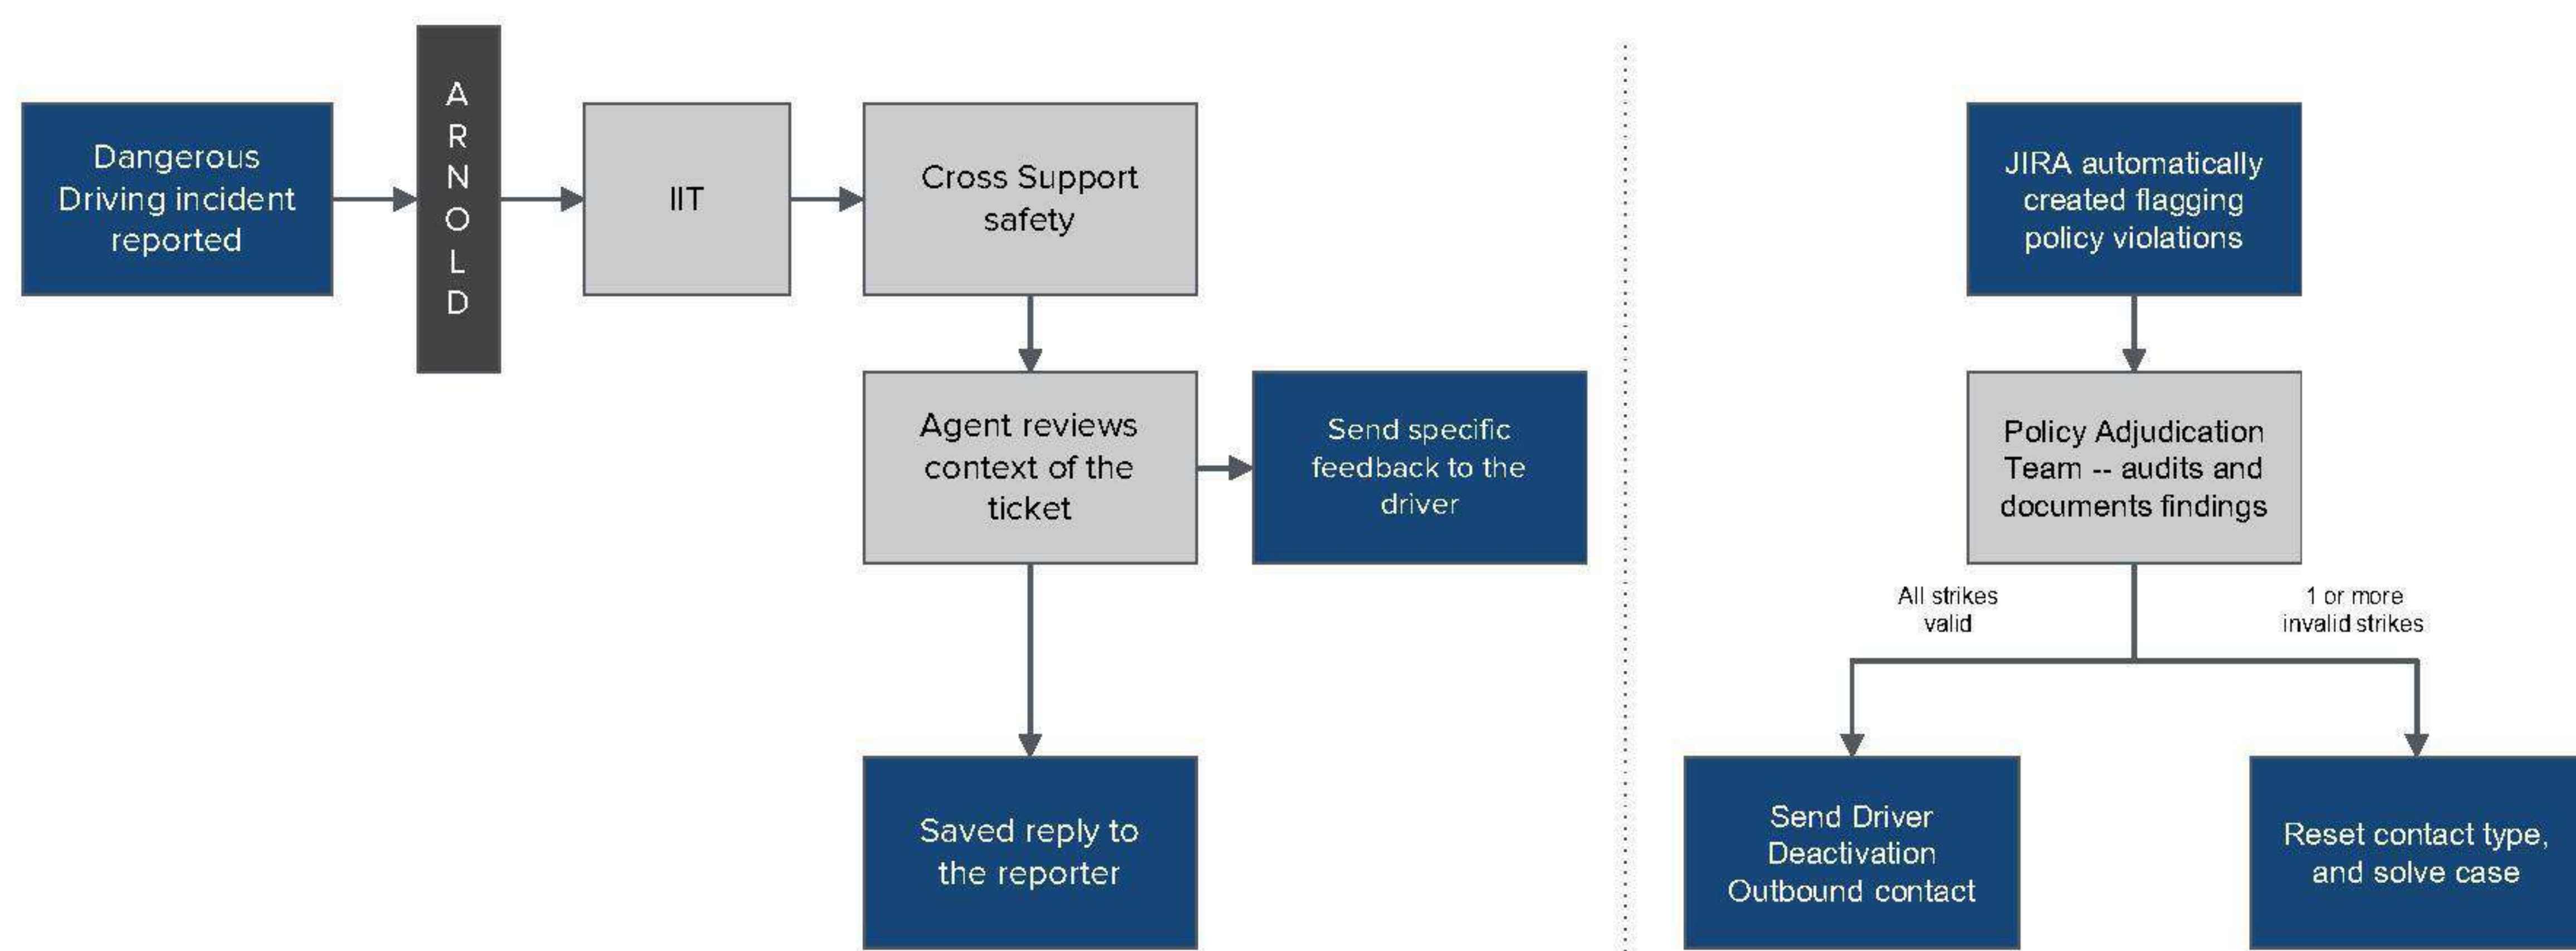 Dangerous
Driving incident
reported
A
R
N
O
L
D
IIT
Cross Support
safety
Agent reviews
context of the
ticket
Send specific
feedback to the
driver
Saved reply to
the reporter
JIRA automatically
created flagging
policy violations
Policy Adjudication
Team -- audits and
documents findings
All strikes
valid
1 or more
invalid strikes
Send Driver
Deactivation
Outbound contact
Reset contact type,
and solve case